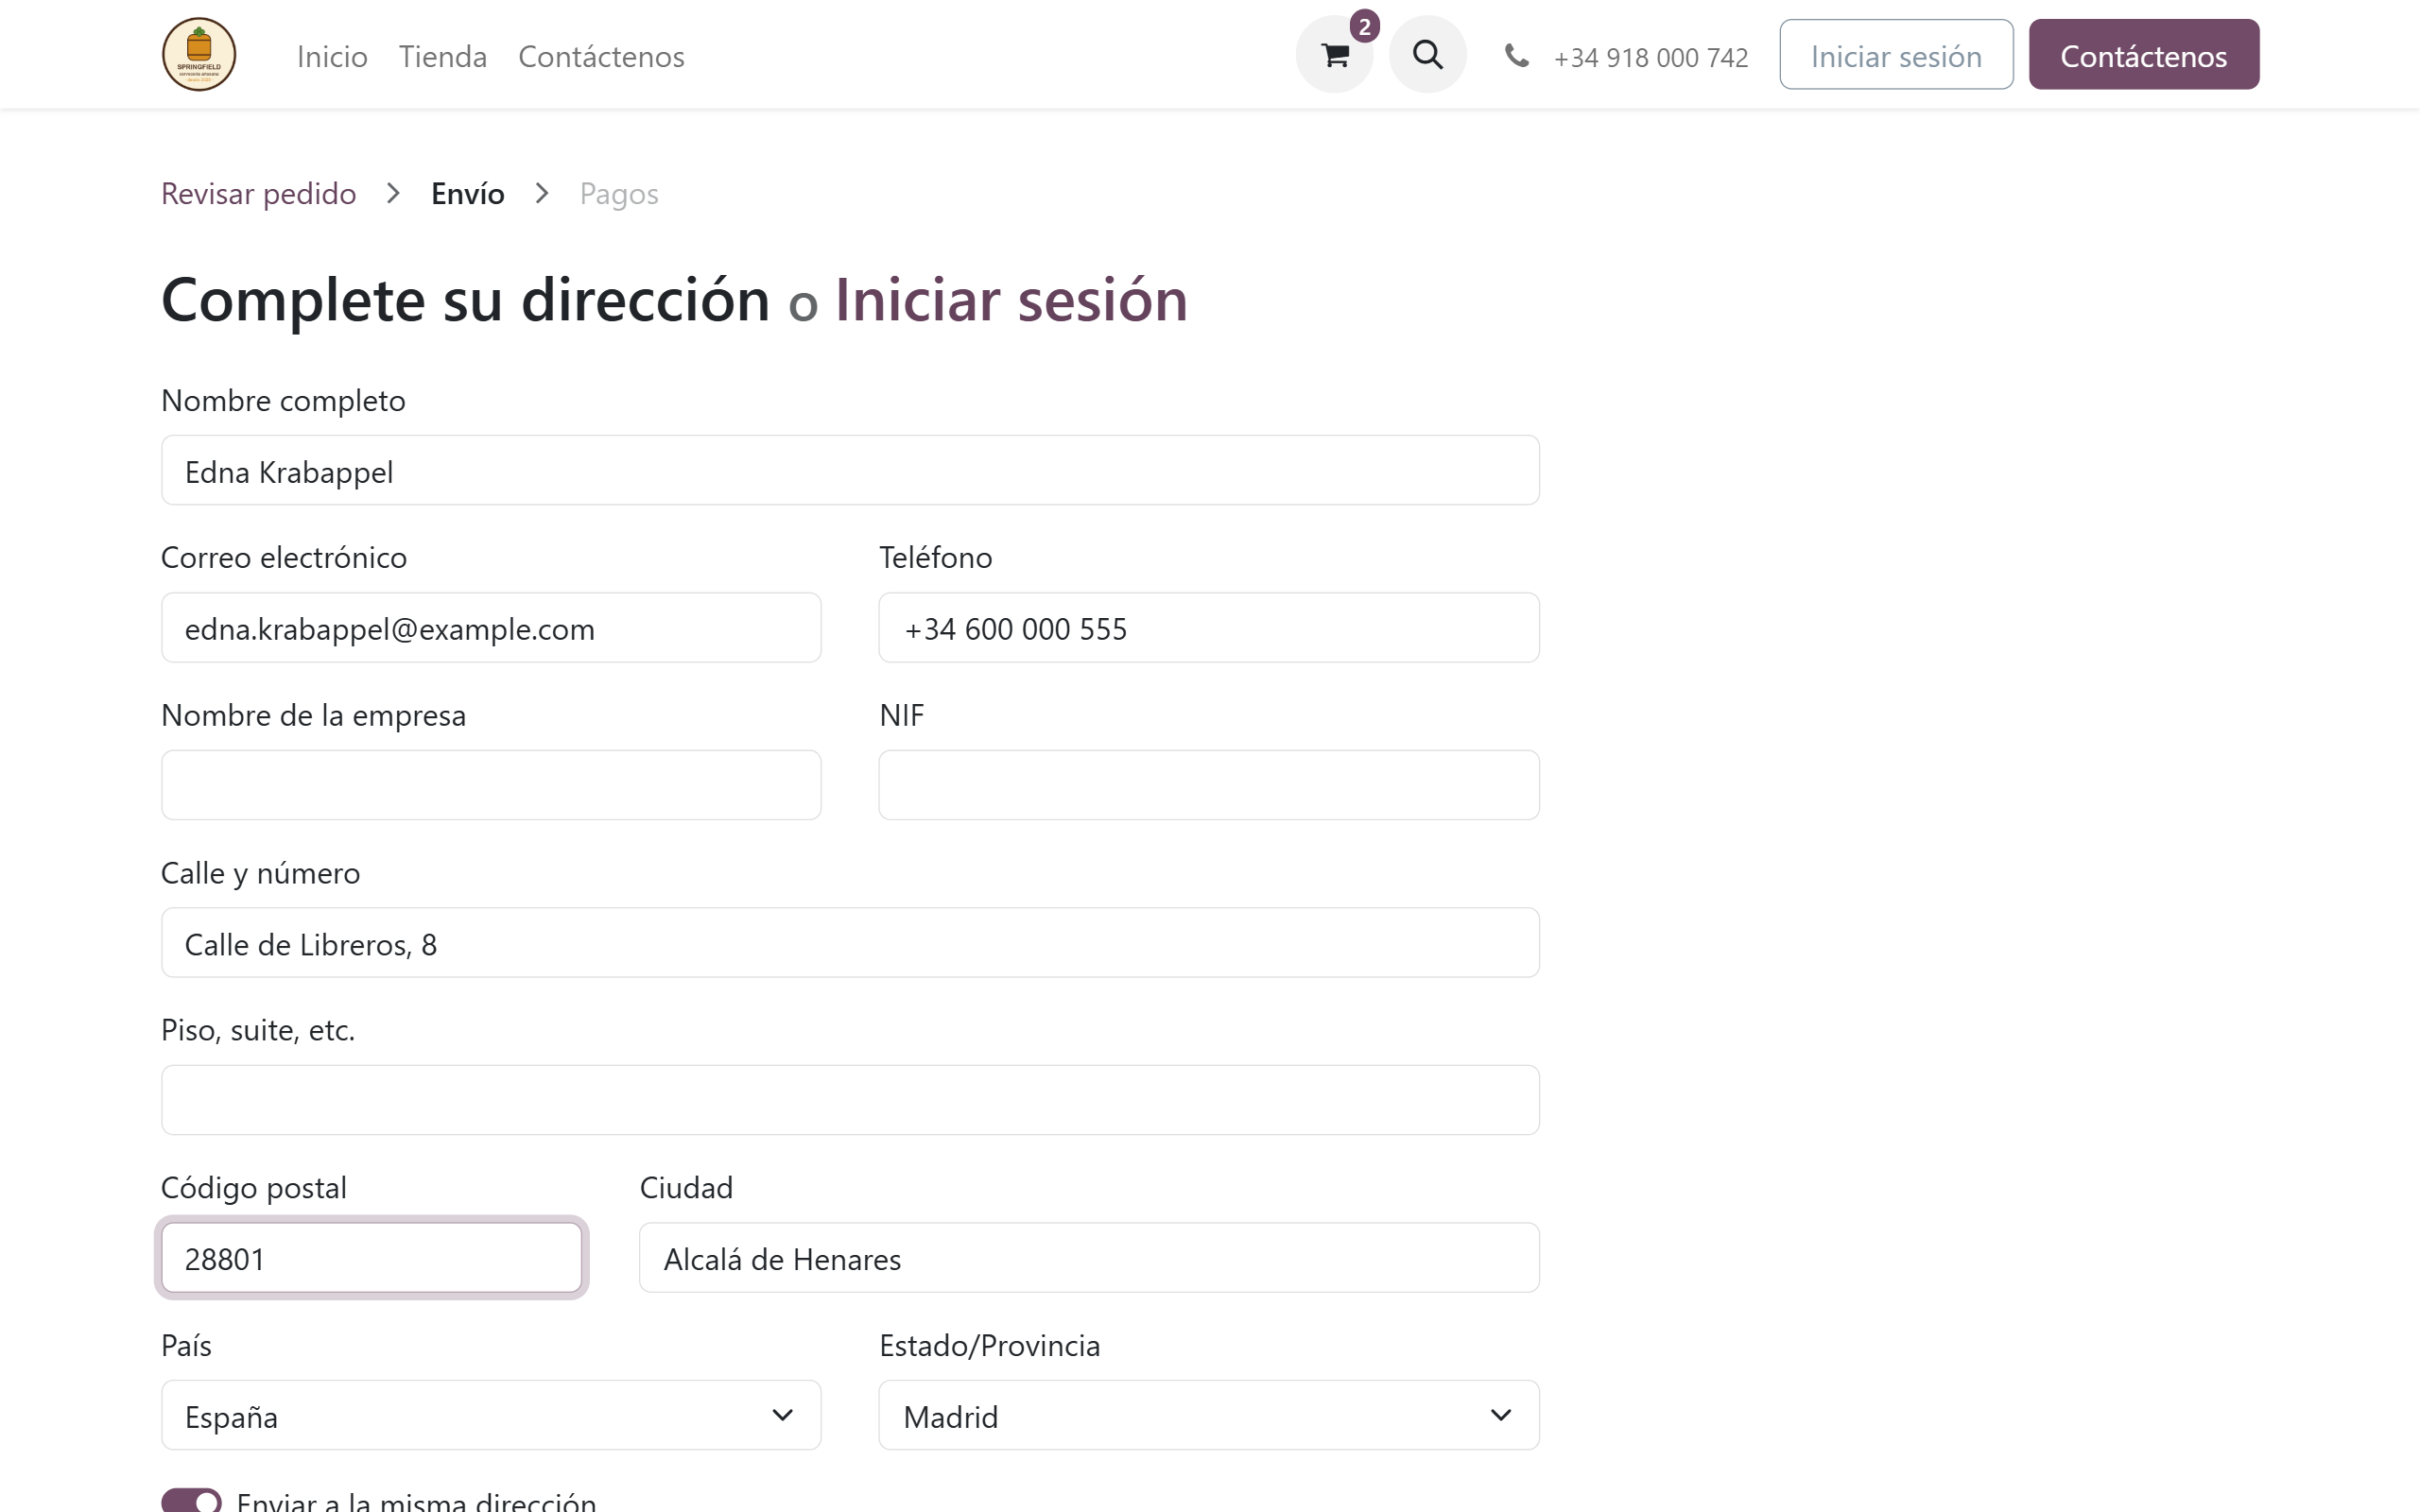 SPRINGFIELD
Inicio
Tienda
Contáctenos
2
+34 918 000 742
Iniciar sesión
Contáctenos
Revisar pedido
Envío
Pagos
Complete su dirección o Iniciar sesión
Nombre completo
Edna Krabappel
Correo electrónico
Teléfono
edna.krabappel@example.com
+34 600 000 555
Nombre de la empresa
NIF
Calle y número
Calle de Libreros, 8
Piso, suite, etc.
Código postal
Ciudad
28801
Alcalá de Henares
País
Estado/Provincia
España
Madrid
Enviar a la misma dirección